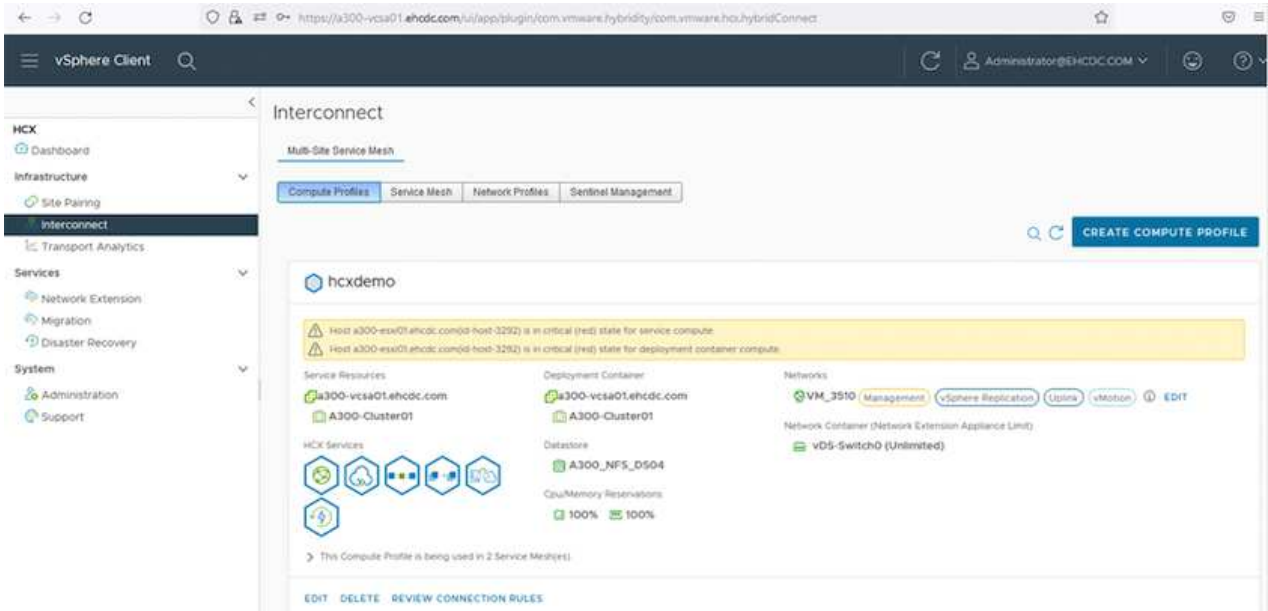 https://a300-vcsa01.ehcdc.com/ui/app/plugin/com.vmware.hybridity/com.vmware.hcx.hybridConnect
vSphere Client
Administrator@EHCDC.COM
HCX
Dashboard
Infrastructure
Site Pairing
Interconnect
Transport Analytics
Services
Network Extension
Migration
Disaster Recovery
System
Administration
Support
Interconnect
Multi-Site Service Mesh
Compute Profiles Service Mesh Network Profiles Sentinel Management
CREATE COMPUTE PROFILE
hcxdemo
Host a300-esxi01.ehcdc.com(id-host-3292) is in critical (red) state for service compute.
Host a300-esxi01.ehcdc.com(id-host-3292) is in critical (red) state for deployment container compute.
Service Resources
a300-vcsa01.ehcdc.com
A300-Cluster01
HCX Services
Deployment Container
a300-vcsa01.ehcdc.com
A300-Cluster01
Datastore
A300_NFS_DS04
Cpu/Memory Reservations
100% 100%
Networks
VM_3510 Management vSphere Replication Uplink vMotion EDIT
Network Container (Network Extension Appliance Limit)
vDS-Switch0 (Unlimited)
This Compute Profile is being used in 2 Service Mesh(es).
EDIT DELETE REVIEW CONNECTION RULES